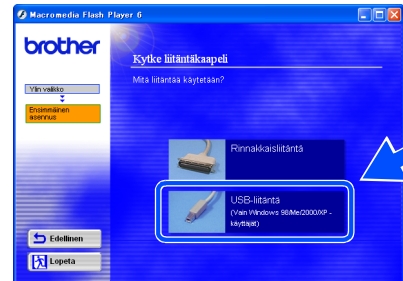 Macromedia Flash Player 6
brother
Kytke liitäntäkaapeli
Mitä liitäntää käytetään?
Ylin valikko
Ensimmäinen
asennus
Rinnakkaisliitäntä
USB-liitäntä
(Vain Windows 98/Me/2000/XP -
käyttäjät)
Edellinen
Lopeta